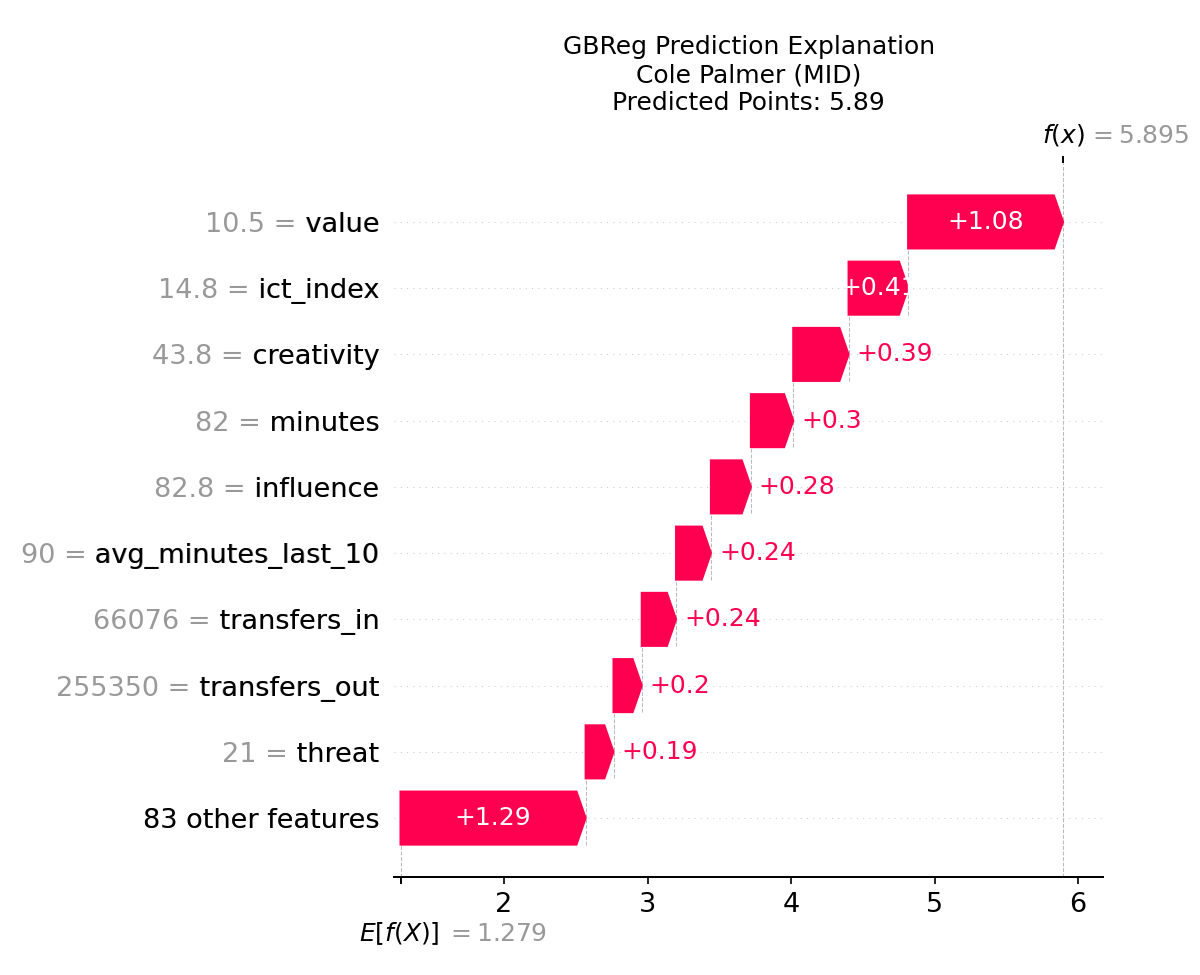 GBReg Prediction Explanation
Cole Palmer (MID)
Predicted Points: 5.89
f(x) = 5.895
10.5 = value
+1.08
14.8 = ict_index
+0.41
43.8 = creativity
+0.39
82 = minutes
+0.3
82.8 = influence
+0.28
90 = avg_minutes_last_10
+0.24
66076 = transfers_in
+0.24
255350 = transfers_out
+0.2
21 = threat
+0.19
83 other features
+1.29
2 3 4 5 6
E[f(X)] = 1.279